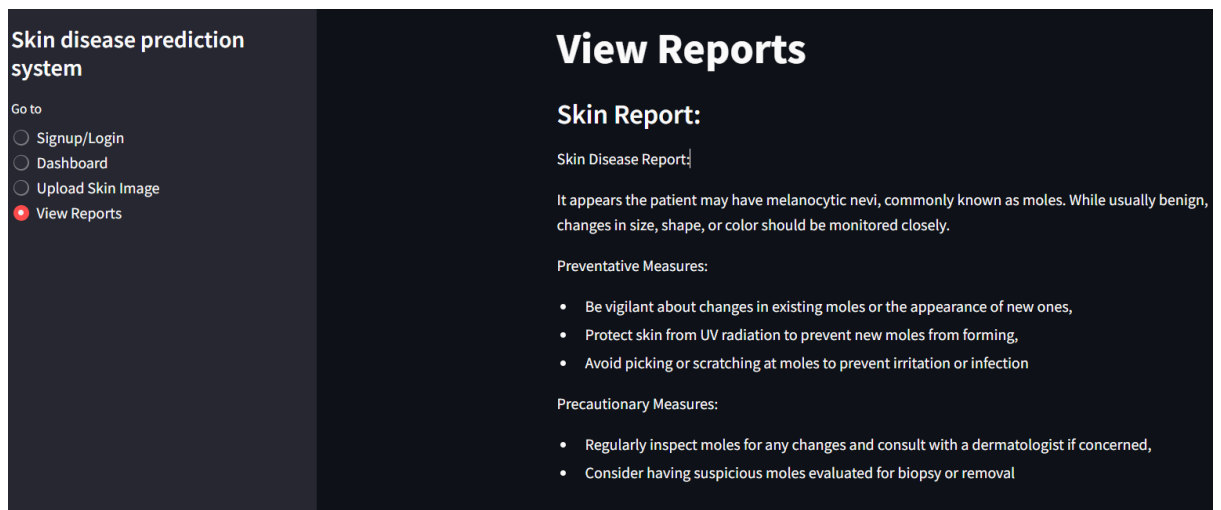 Skin disease prediction
system
Go to
Signup/Login
Dashboard
Upload Skin Image
View Reports
View Reports
Skin Report:
Skin Disease Report:
It appears the patient may have melanocytic nevi, commonly known as moles. While usually benign,
changes in size, shape, or color should be monitored closely.
Preventative Measures:
• Be vigilant about changes in existing moles or the appearance of new ones,
• Protect skin from UV radiation to prevent new moles from forming,
• Avoid picking or scratching at moles to prevent irritation or infection
Precautionary Measures:
• Regularly inspect moles for any changes and consult with a dermatologist if concerned,
• Consider having suspicious moles evaluated for biopsy or removal